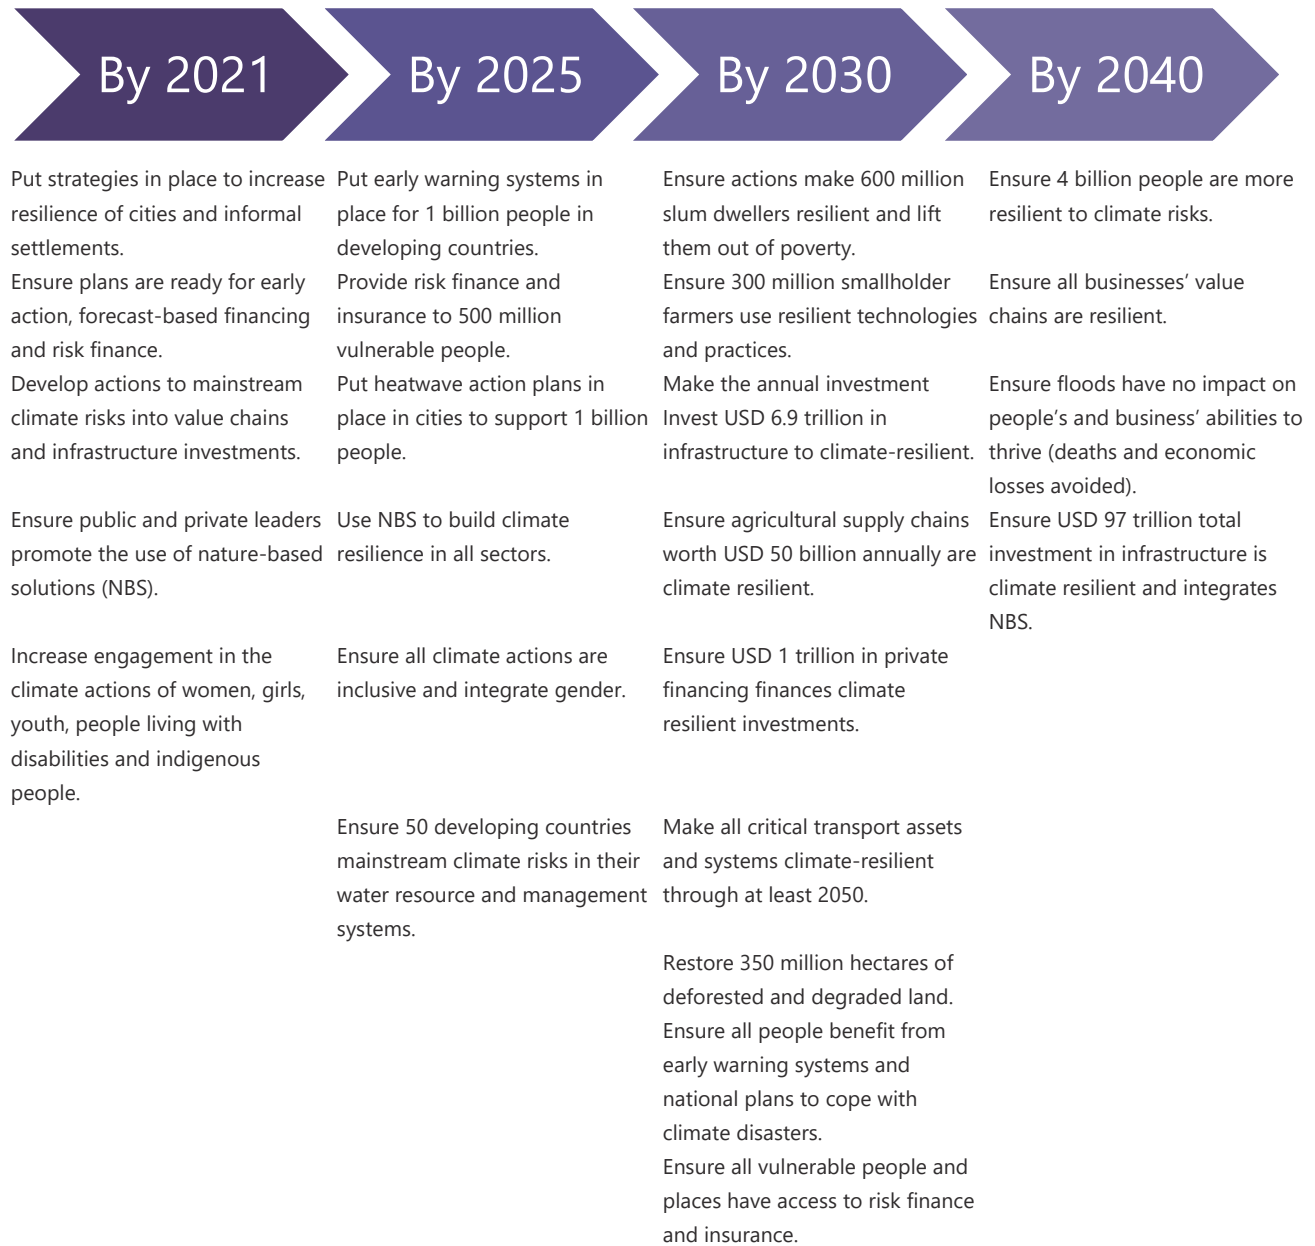 By 2021
By 2025
By 2030
By 2040
Put strategies in place to increase
resilience of cities and informal
settlements.
Ensure plans are ready for early
action, forecast-based financing
and risk finance.
Develop actions to mainstream
climate risks into value chains
and infrastructure investments.
Ensure public and private leaders
promote the use of nature-based
solutions (NBS).
Increase engagement in the
climate actions of women, girls,
youth, people living with
disabilities and indigenous
people.
Put early warning systems in
place for 1 billion people in
developing countries.
Provide risk finance and
insurance to 500 million
vulnerable people.
Put heatwave action plans in
place in cities to support 1 billion
people.
Use NBS to build climate
resilience in all sectors.
Ensure all climate actions are
inclusive and integrate gender.
Ensure 50 developing countries
mainstream climate risks in their
water resource and management
systems.
Ensure actions make 600 million
slum dwellers resilient and lift
them out of poverty.
Ensure 300 million smallholder
farmers use resilient technologies
and practices.
Make the annual investment
Invest USD 6.9 trillion in
infrastructure to climate-resilient.
Ensure agricultural supply chains
worth USD 50 billion annually are
climate resilient.
Ensure USD 1 trillion in private
financing finances climate
resilient investments.
Make all critical transport assets
and systems climate-resilient
through at least 2050.
Restore 350 million hectares of
deforested and degraded land.
Ensure all people benefit from
early warning systems and
national plans to cope with
climate disasters.
Ensure all vulnerable people and
places have access to risk finance
and insurance.
Ensure 4 billion people are more
resilient to climate risks.
Ensure all businesses’ value
chains are resilient.
Ensure floods have no impact on
people’s and business’ abilities to
thrive (deaths and economic
losses avoided).
Ensure USD 97 trillion total
investment in infrastructure is
climate resilient and integrates
NBS.